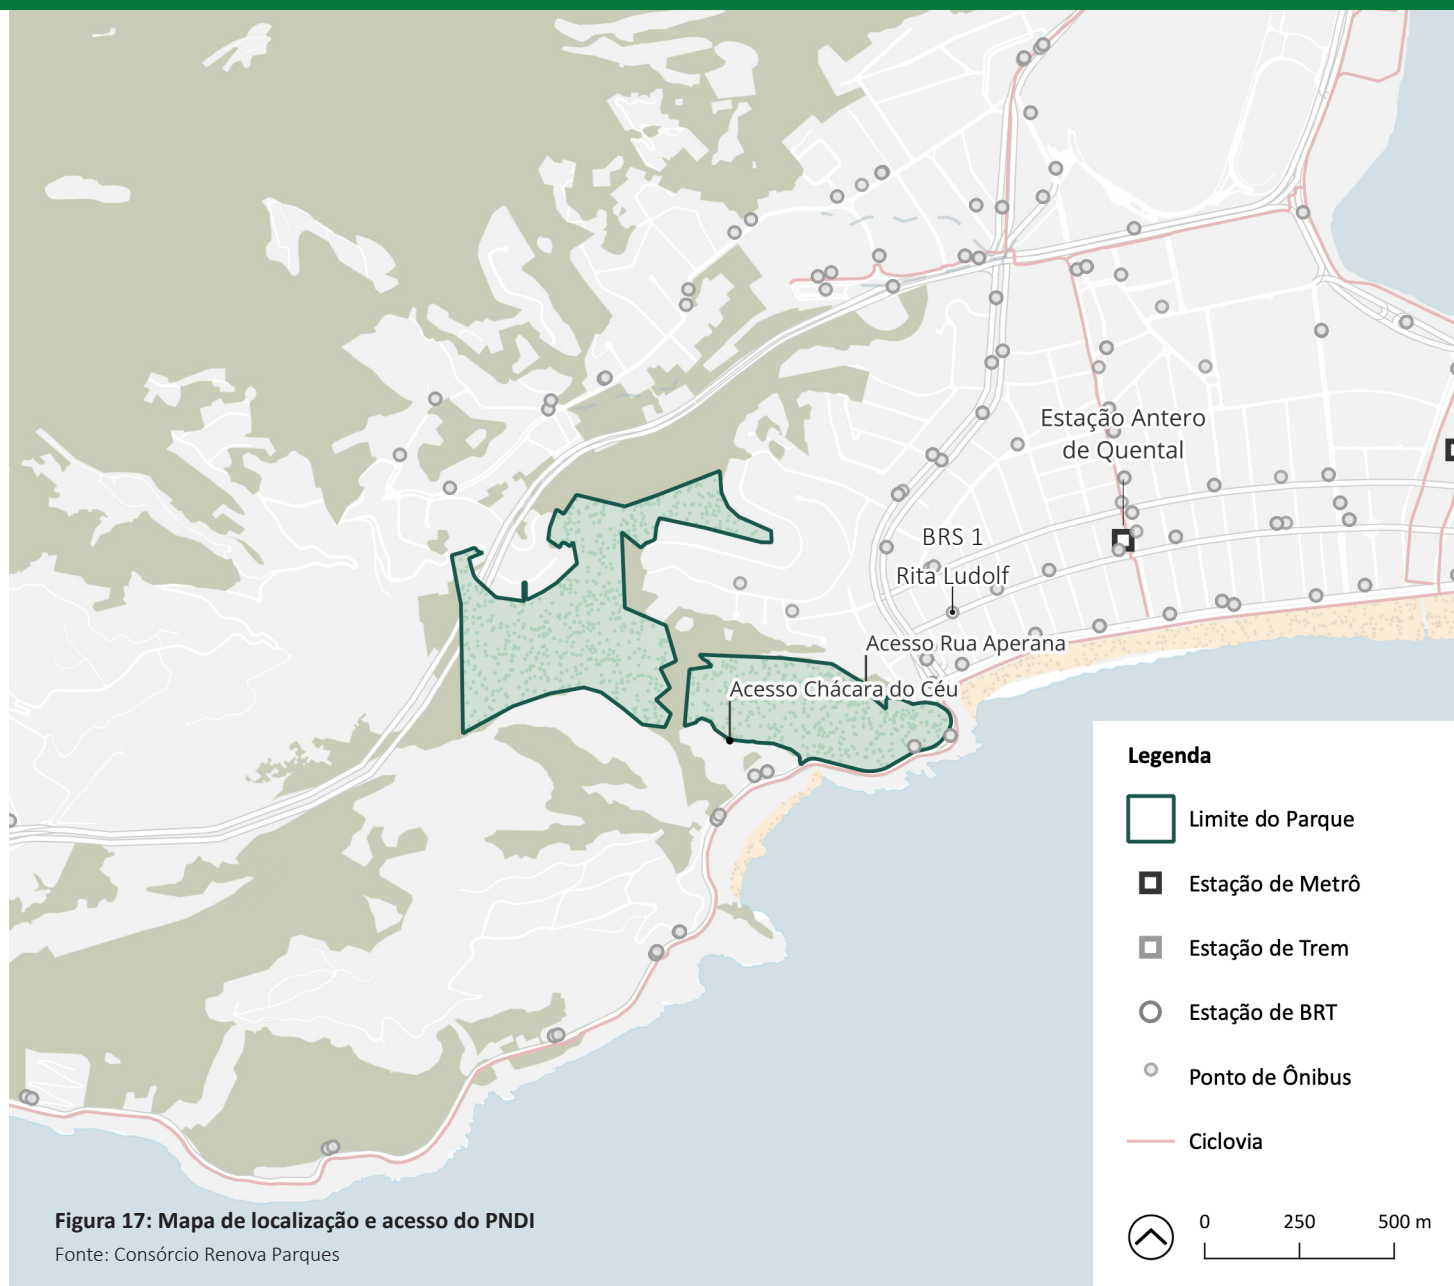 Estação Antero
de Quental
BRS 1
Rita Ludolf
Acesso Rua Aperana
Acesso Chácara do Céu
Legenda
Limite do Parque
Estação de Metrô
Estação de Trem
Estação de BRT
Ponto de Ônibus
Ciclovia
0 250 500 m
Figura 17: Mapa de localização e acesso do PNDI
Fonte: Consórcio Renova Parques